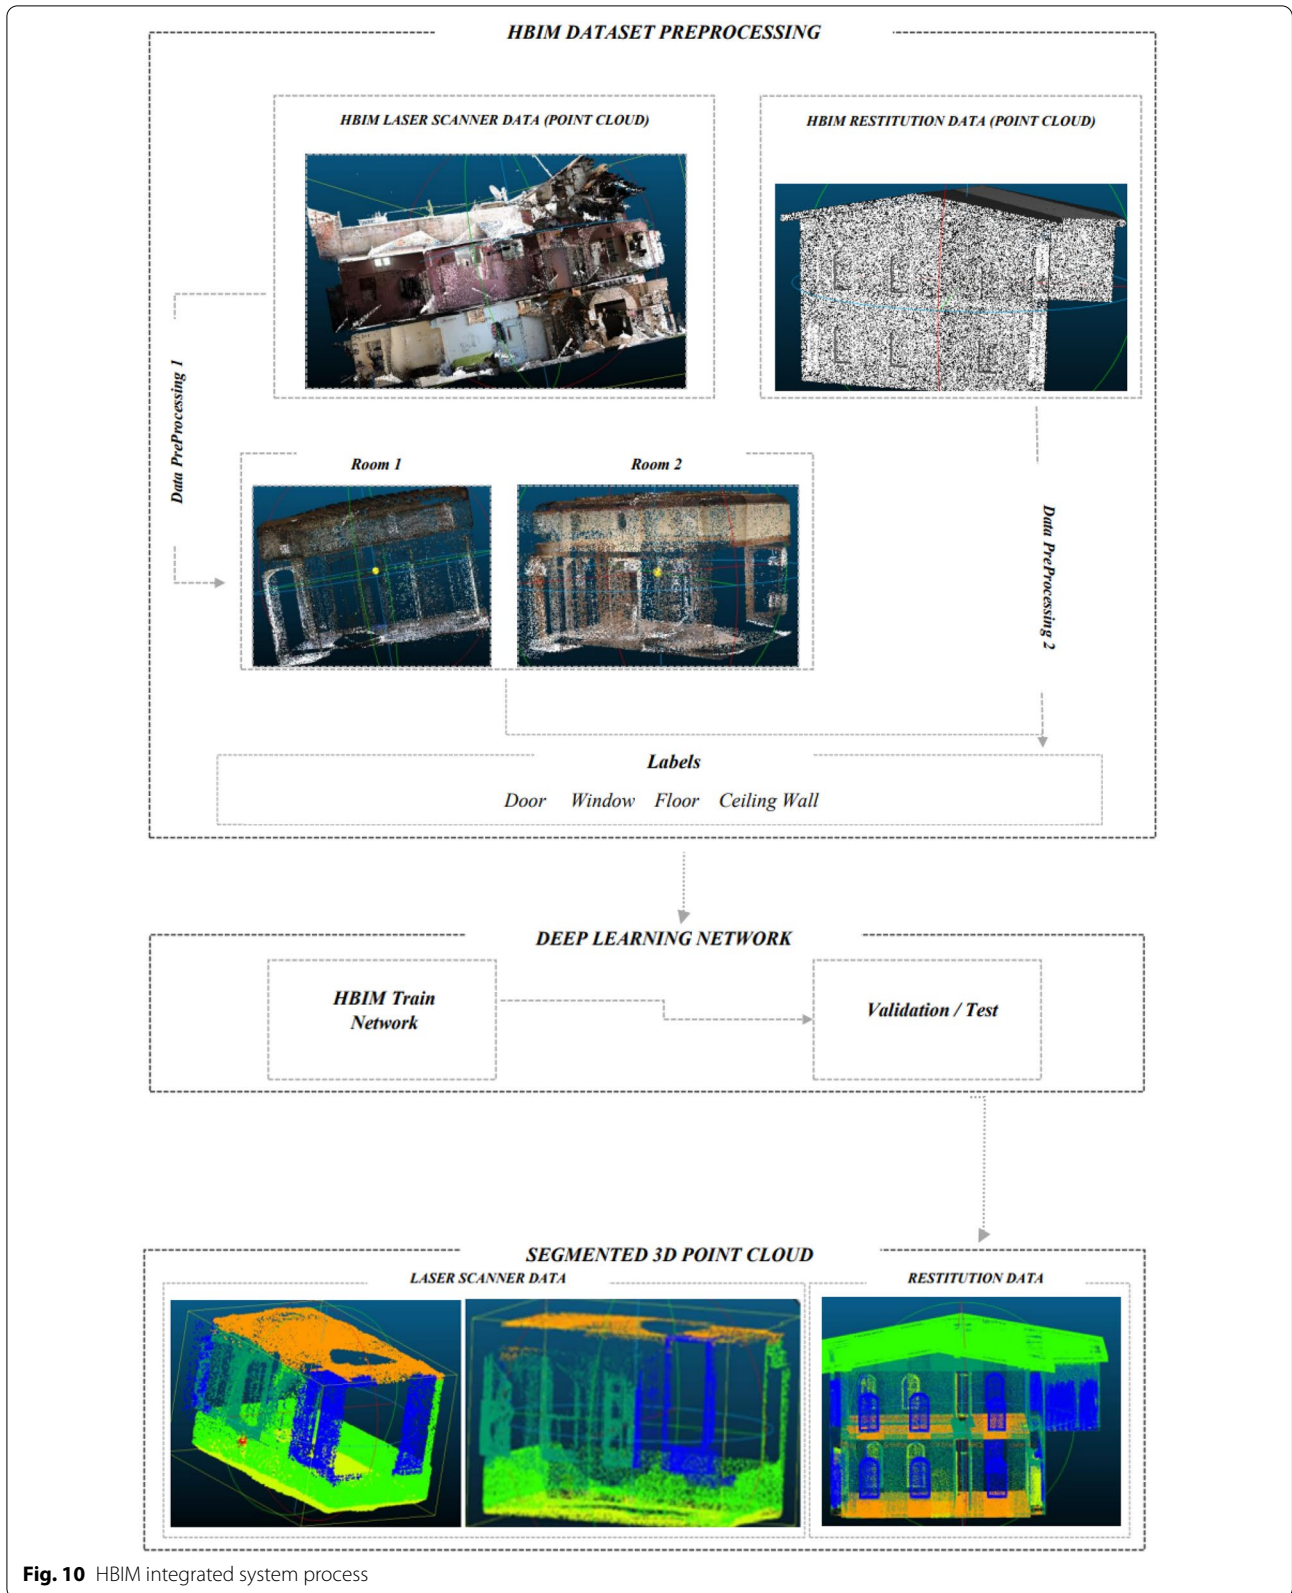 HBIM DATASET PREPROCESSING
HBIM LASER SCANNER DATA (POINT CLOUD)
HBIM RESTITUTION DATA (POINT CLOUD)
Data PreProcessing 1
Room 1
Room 2
Data PreProcessing 2
Labels
Door Window Floor Ceiling Wall
DEEP LEARNING NETWORK
HBIM Train
Network
Validation / Test
SEGMENTED 3D POINT CLOUD
LASER SCANNER DATA
RESTITUTION DATA
Fig. 10 HBIM integrated system process